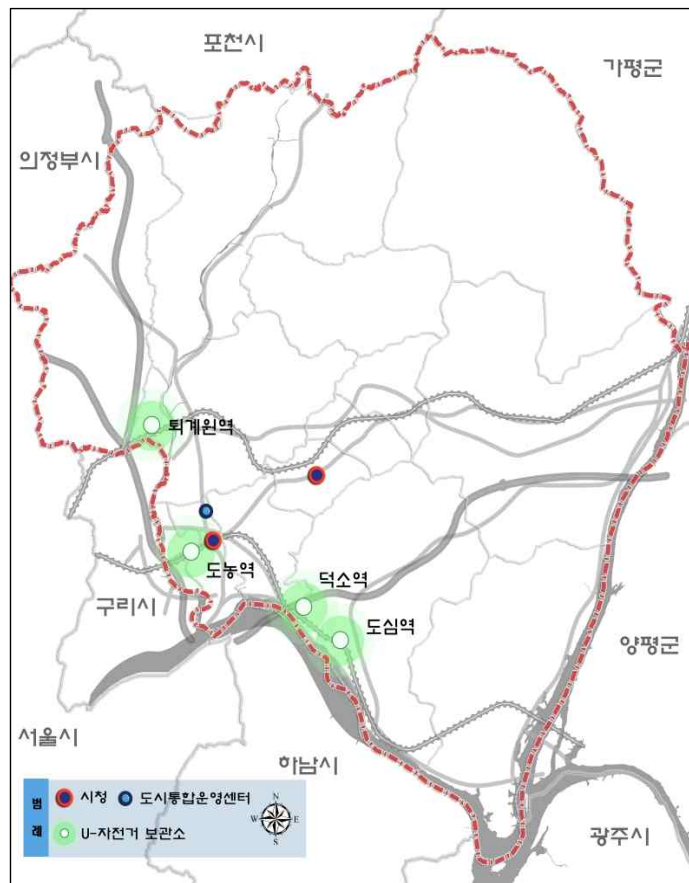 포천시
가평군
의정부시
퇴계원역
도농역
덕소역
구리시
도심역
양평군
서울시
하남시
광주시
범례
시청
도시통합운영센터
U-자전거 보관소
N
W
E
S